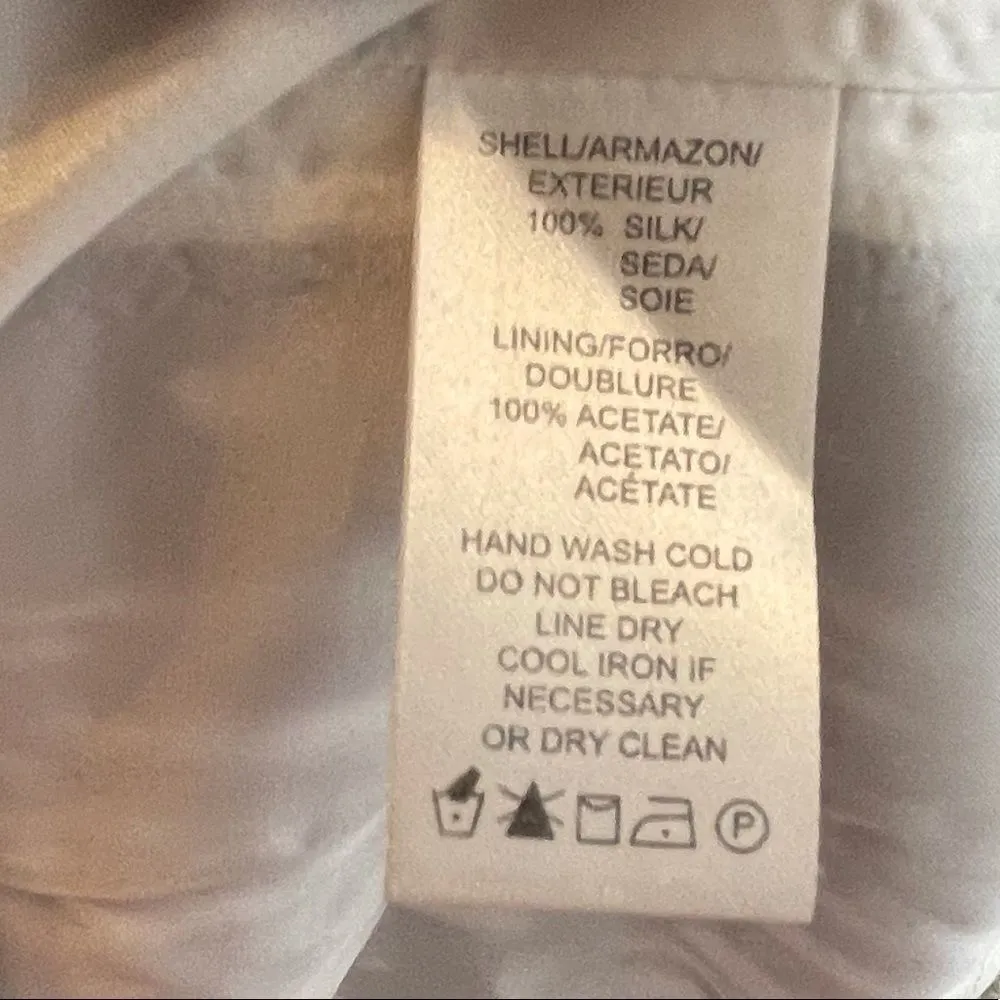 SHELL/ARMAZON/
EXTERIEUR
100% SILK/
SEDA/
SOIE
LINING/FORRO/
DOUBLURE
100% ACETATE/
ACETATO/
ACÉTATE
HAND WASH COLD
DO NOT BLEACH
LINE DRY
COOL IRON IF
NECESSARY
OR DRY CLEAN
P